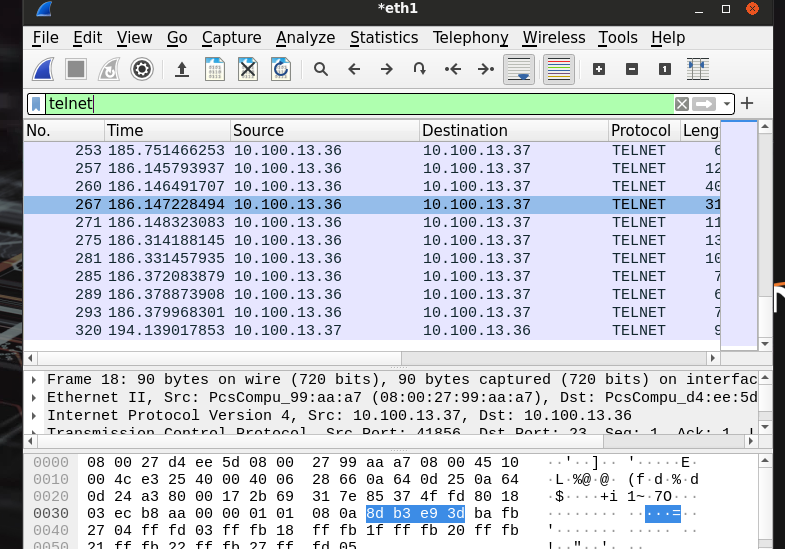 *eth1
File Edit View Go Capture Analyze Statistics Telephony Wireless Tools Help
telnet
No. Time Source Destination Protocol Leng
253 185.751466253 10.100.13.36 10.100.13.37 TELNET 6
257 186.145793937 10.100.13.36 10.100.13.37 TELNET 12
260 186.146491707 10.100.13.36 10.100.13.37 TELNET 40
267 186.147228494 10.100.13.36 10.100.13.37 TELNET 31
271 186.148323083 10.100.13.36 10.100.13.37 TELNET 11
275 186.314188145 10.100.13.36 10.100.13.37 TELNET 13
281 186.331457935 10.100.13.36 10.100.13.37 TELNET 10
285 186.372083879 10.100.13.36 10.100.13.37 TELNET 7
289 186.378873908 10.100.13.36 10.100.13.37 TELNET 6
293 186.379968301 10.100.13.36 10.100.13.37 TELNET 7
320 194.139017853 10.100.13.37 10.100.13.36 TELNET 9
Frame 18: 90 bytes on wire (720 bits), 90 bytes captured (720 bits) on interfac
Ethernet II, Src: PcsCompu_99:aa:a7 (08:00:27:99:aa:a7), Dst: PcsCompu_d4:ee:5d
Internet Protocol Version 4, Src: 10.100.13.37, Dst: 10.100.13.36
Transmission Control Protocol, Src Port: 41856, Dst Port: 23, Seq: 1, Ack: 1, L
0000 08 00 27 d4 ee 5d 08 00 27 99 aa a7 08 00 45 10 ··'··]·· '·····E·
0010 00 4c e3 25 40 00 40 06 28 66 0a 64 0d 25 0a 64 ·L·%@·@· (f·d·%·d
0020 0d 24 a3 80 00 17 2b 69 31 7e 85 37 4f fd 80 18 ·$····+i 1~·7O···
0030 03 ec b8 aa 00 00 01 01 08 0a 8d b3 e9 3d ba fb ········ ·····=··
0040 27 04 ff fd 03 ff fb 18 ff fb 1f ff fb 20 ff fb '······· ····· ··
0050 21 ff fb 22 ff fb 27 ff fd 05 !··"··'· ··